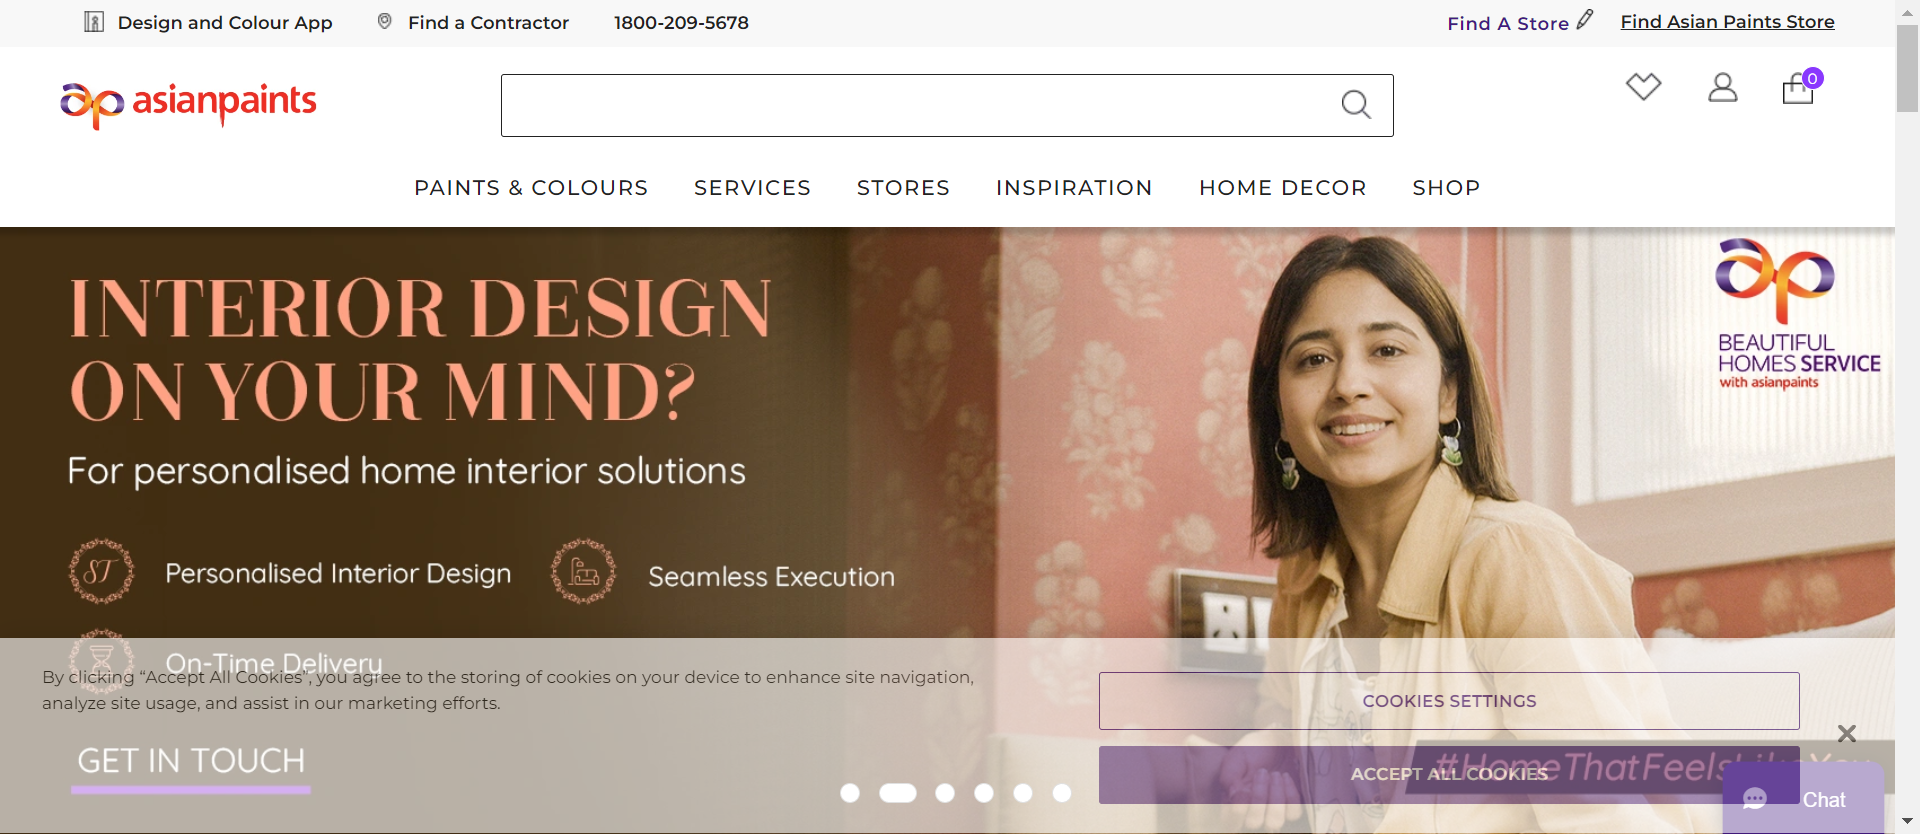 Design and Colour App
Find a Contractor
1800-209-5678
Find A Store
Find Asian Paints Store
ap asianpaints
0
PAINTS & COLOURS
SERVICES
STORES
INSPIRATION
HOME DECOR
SHOP
INTERIOR DESIGN
ON YOUR MIND?
For personalised home interior solutions
ST
Personalised Interior Design
Seamless Execution
On-Time Delivery
ap
BEAUTIFUL
HOMES SERVICE
with asianpaints
By clicking “Accept All Cookies”, you agree to the storing of cookies on your device to enhance site navigation,
analyze site usage, and assist in our marketing efforts.
COOKIES SETTINGS
ACCEPT ALL COOKIES
GET IN TOUCH
#HomeThatFeelsLikeYou
Chat